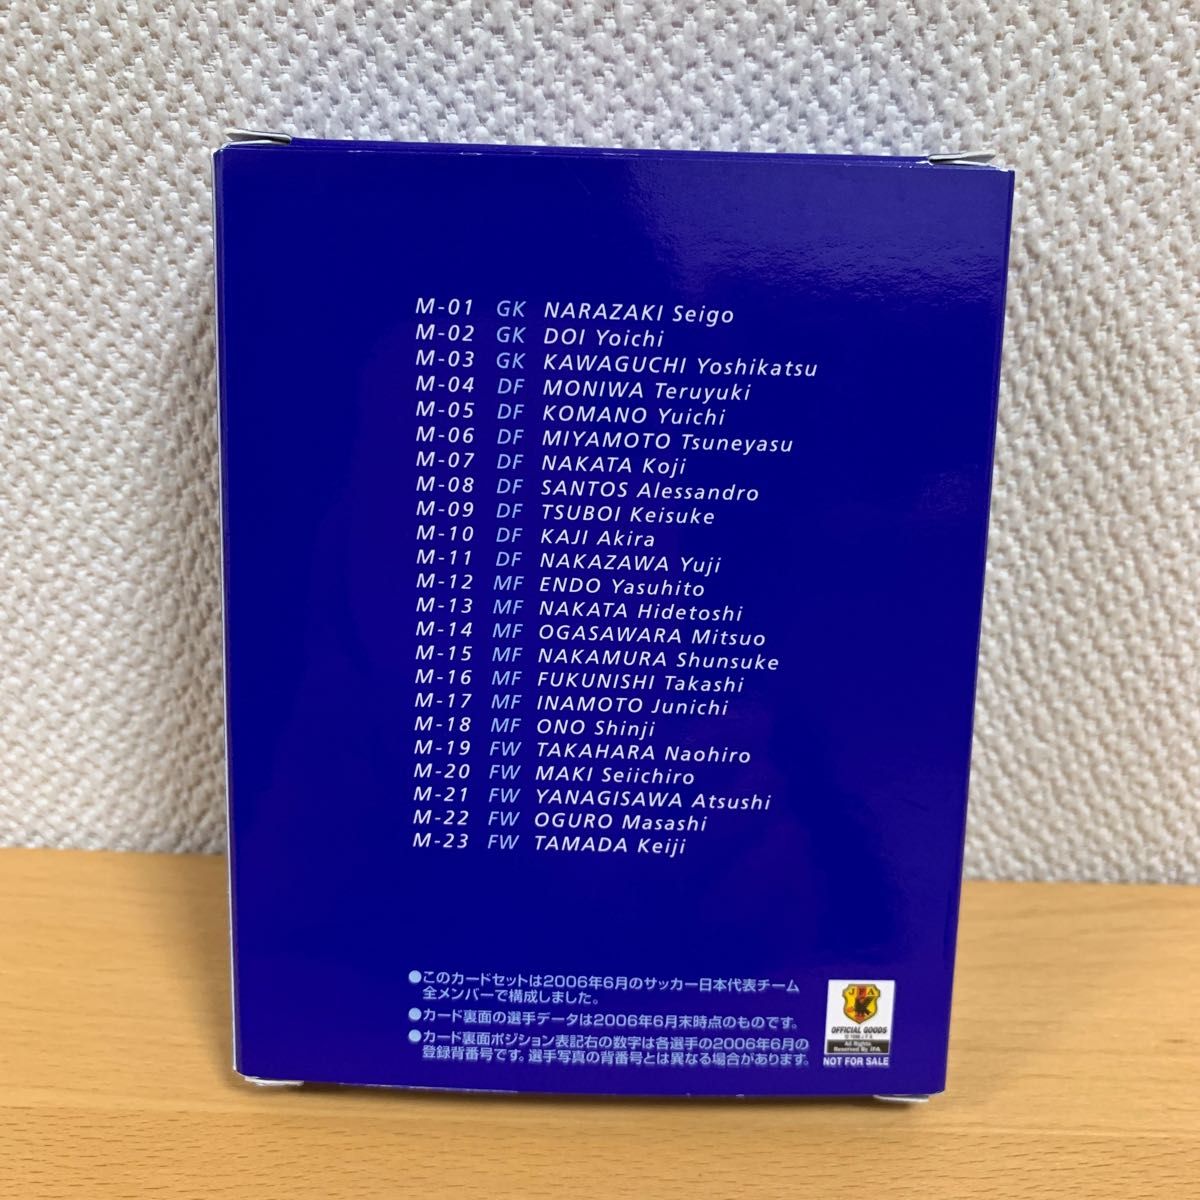 M-01 GK NARAZAKI Seigo
M-02 GK DOI Yoichi
M-03 GK KAWAGUCHI Yoshikatsu
M-04 DF MONIWA Teruyuki
M-05 DF KOMANO Yuichi
M-06 DF MIYAMOTO Tsuneyasu
M-07 DF NAKATA Koji
M-08 DF SANTOS Alessandro
M-09 DF TSUBOI Keisuke
M-10 DF KAJI Akira
M-11 DF NAKAZAWA Yuji
M-12 MF ENDO Yasuhito
M-13 MF NAKATA Hidetoshi
M-14 MF OGASAWARA Mitsuo
M-15 MF NAKAMURA Shunsuke
M-16 MF FUKUNISHI Takashi
M-17 MF INAMOTO Junichi
M-18 MF ONO Shinji
M-19 FW TAKAHARA Naohiro
M-20 FW MAKI Seiichiro
M-21 FW YANAGISAWA Atsushi
M-22 FW OGURO Masashi
M-23 FW TAMADA Keiji
●このカードセットは2006年6月のサッカー日本代表チーム
全メンバーで構成しました。
●カード裏面の選手データは2006年6月末時点のものです。
●カード裏面ポジション表記右の数字は各選手の2006年6月の
登録背番号です。選手写真の背番号とは異なる場合があります。
JFA
OFFICIAL GOODS
All Rights
Reserved By JFA
NOT FOR SALE